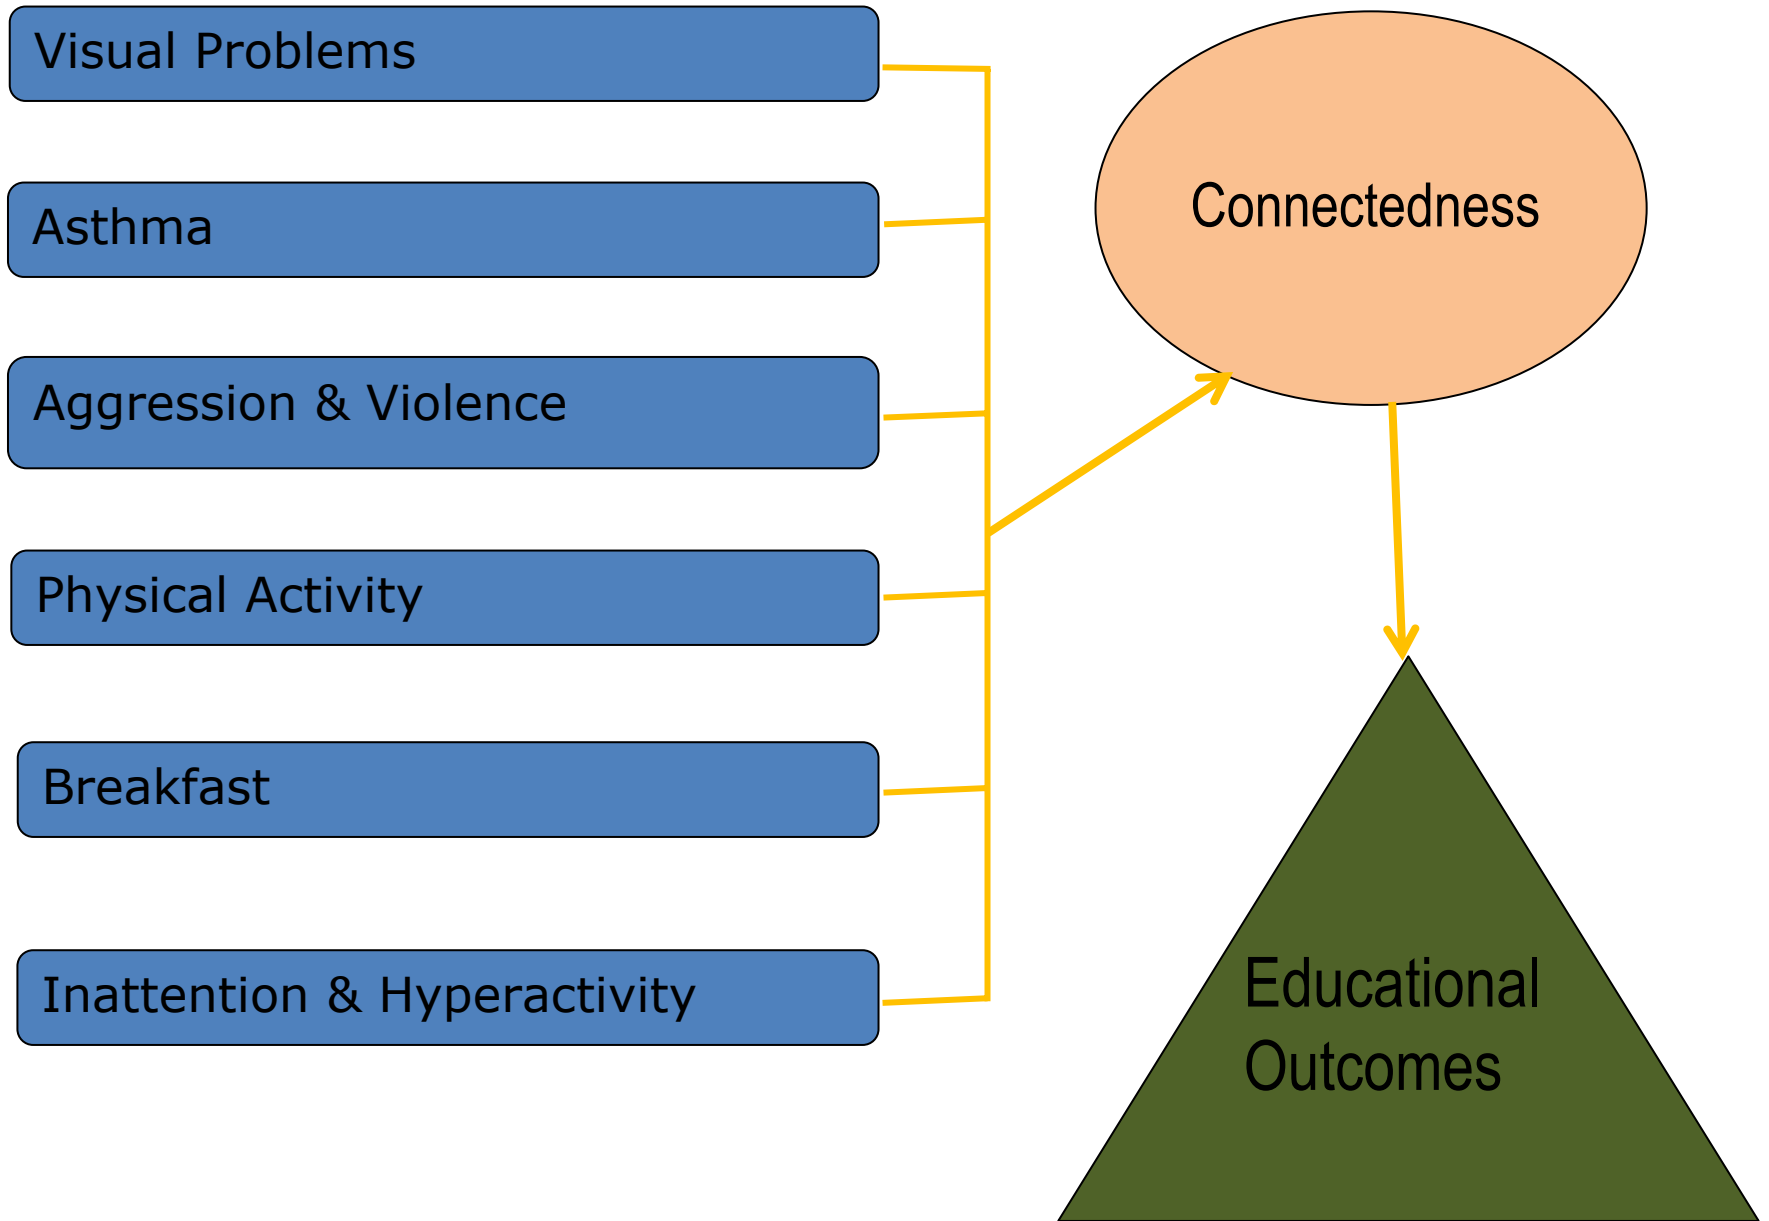 Visual Problems
Asthma
Aggression & Violence
Physical Activity
Breakfast
Inattention & Hyperactivity
Connectedness
Educational
Outcomes